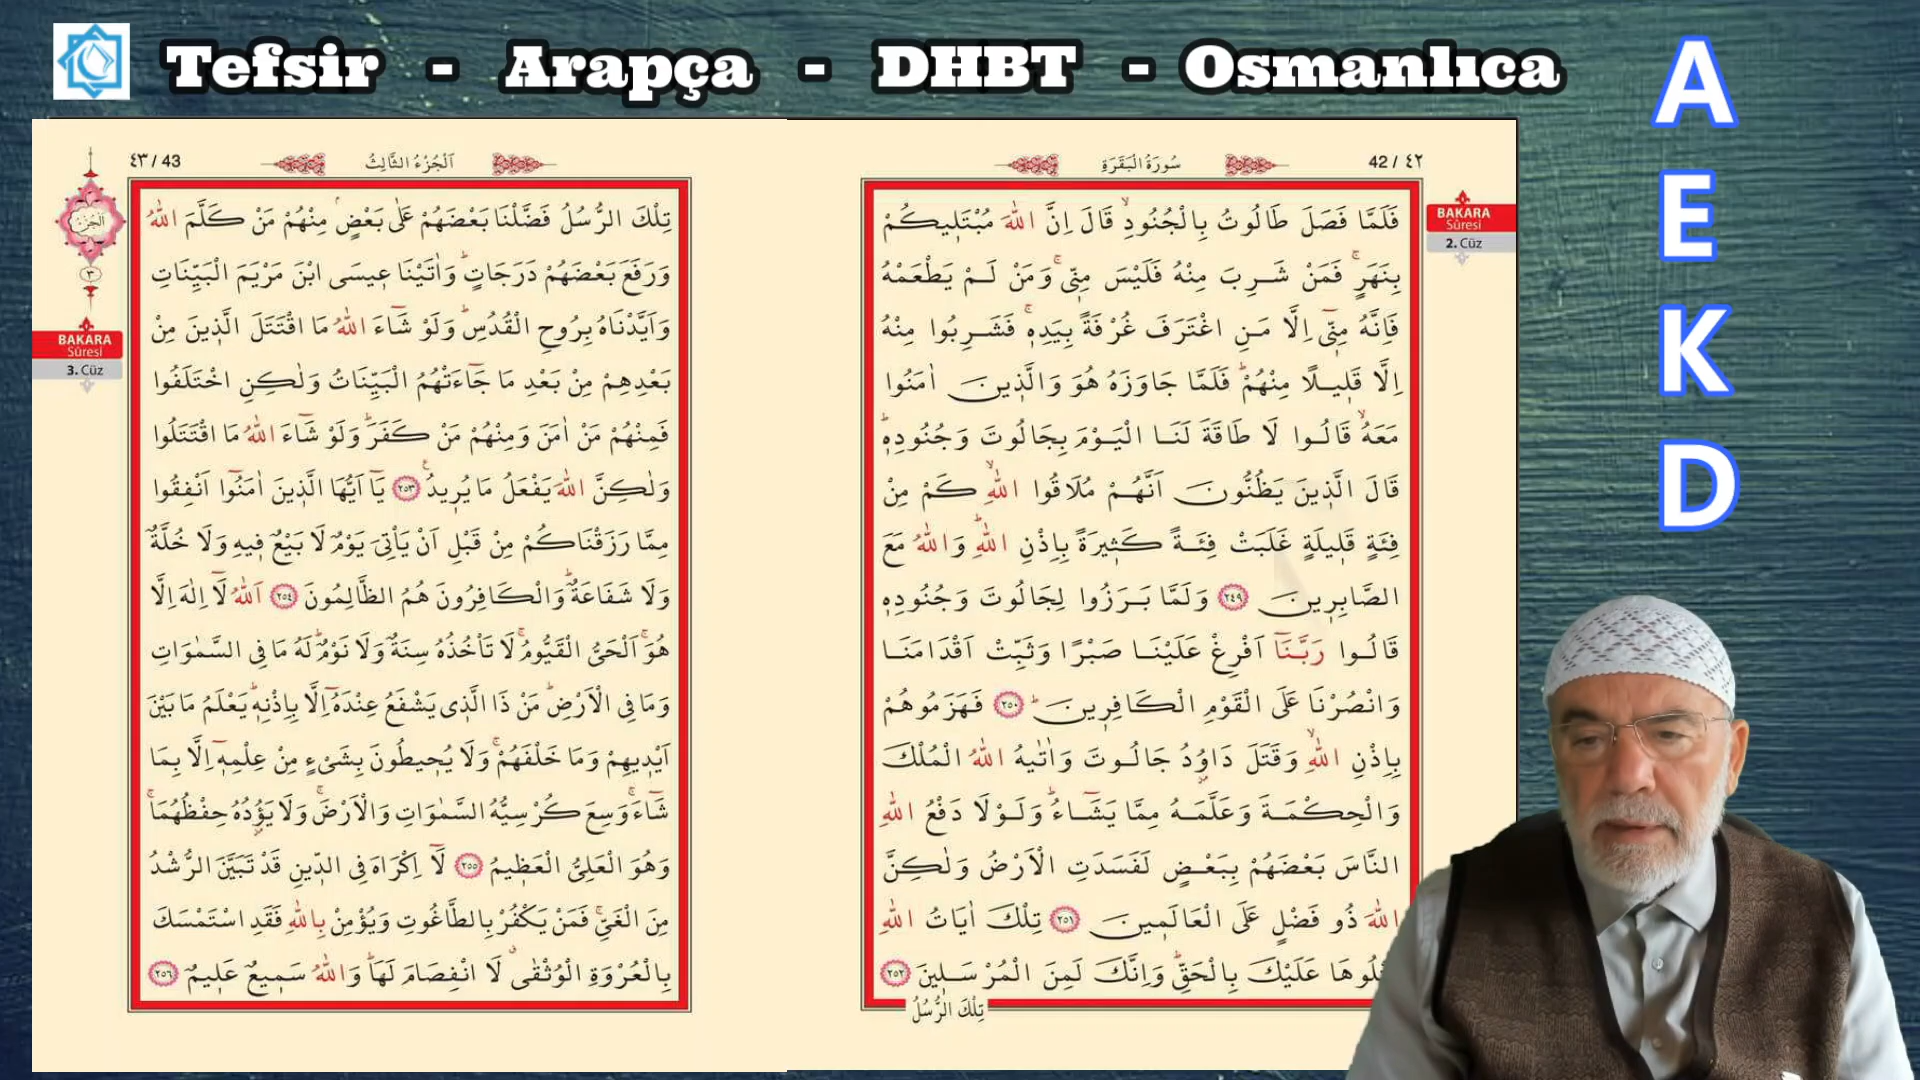 Tefsir - Arapça - DHBT - Osmanlıca
A
E
K
D
42 / ٤٢
سُورَةُ الْبَقَرَةِ
BAKARA
Sûresi
2. Cüz
فَلَمَّا فَصَلَ طَالُوتُ بِالْجُنُودِۙ قَالَ اِنَّ اللّٰهَ مُبْتَل۪يكُمْ
بِنَهَرٍۚ فَمَنْ شَرِبَ مِنْهُ فَلَيْسَ مِنّ۪يۚ وَمَنْ لَمْ يَطْعَمْهُ
فَاِنَّهُ مِنّ۪ٓي اِلَّا مَنِ اغْتَرَفَ غُرْفَةً بِيَدِه۪ۚ فَشَرِبُوا مِنْهُ
اِلَّا قَل۪يلًا مِنْهُمْۜ فَلَمَّا جَاوَزَهُ هُوَ وَالَّذ۪ينَ اٰمَنُوا
مَعَهُۙ قَالُوا لَا طَاقَةَ لَنَا الْيَوْمَ بِجَالُوتَ وَجُنُودِه۪ۜ
قَالَ الَّذ۪ينَ يَظُنُّونَ اَنَّهُمْ مُلَاقُوا اللّٰهِۙ كَمْ مِنْ
فِئَةٍ قَل۪يلَةٍ غَلَبَتْ فِئَةً كَث۪يرَةً بِاِذْنِ اللّٰهِۜ وَاللّٰهُ مَعَ
الصَّابِر۪ينَ ٢٤٩ وَلَمَّا بَرَزُوا لِجَالُوتَ وَجُنُودِه۪
قَالُوا رَبَّنَٓا اَفْرِغْ عَلَيْنَا صَبْرًا وَثَبِّتْ اَقْدَامَنَا
وَانْصُرْنَا عَلَى الْقَوْمِ الْكَافِر۪ينَۜ ٢٥٠ فَهَزَمُوهُمْ
بِاِذْنِ اللّٰهِۙ وَقَتَلَ دَاوُ۫دُ جَالُوتَ وَاٰتٰيهُ اللّٰهُ الْمُلْكَ
وَالْحِكْمَةَ وَعَلَّمَهُ مِمَّا يَشَٓاءُۜ وَلَوْلَا دَفْعُ اللّٰهِ
النَّاسَ بَعْضَهُمْ بِبَعْضٍ لَفَسَدَتِ الْاَرْضُ وَلٰكِنَّ
اللّٰهَ ذُو فَضْلٍ عَلَى الْعَالَم۪ينَ ٢٥١ تِلْكَ اٰيَاتُ اللّٰهِ
عَلَيْكَ بِالْحَقِّۜ وَاِنَّكَ لَمِنَ الْمُرْسَل۪ينَ ٢٥٢
تِلْكَ الرُّسُلُ
٤٣ / 43
اَلْجُزْءُ الثَّالِثُ
اَلْجُزْءُ
٣
BAKARA
Sûresi
3. Cüz
تِلْكَ الرُّسُلُ فَضَّلْنَا بَعْضَهُمْ عَلٰى بَعْضٍۢ مِنْهُمْ مَنْ كَلَّمَ اللّٰهُ
وَرَفَعَ بَعْضَهُمْ دَرَجَاتٍۜ وَاٰتَيْنَا ع۪يسَى ابْنَ مَرْيَمَ الْبَيِّنَاتِ
وَاَيَّدْنَاهُ بِرُوحِ الْقُدُسِۜ وَلَوْ شَٓاءَ اللّٰهُ مَا اقْتَتَلَ الَّذ۪ينَ مِنْ
بَعْدِهِمْ مِنْ بَعْدِ مَا جَٓاءَتْهُمُ الْبَيِّنَاتُ وَلٰكِنِ اخْتَلَفُوا
فَمِنْهُمْ مَنْ اٰمَنَ وَمِنْهُمْ مَنْ كَفَرَۜ وَلَوْ شَٓاءَ اللّٰهُ مَا اقْتَتَلُوا
وَلٰكِنَّ اللّٰهَ يَفْعَلُ مَا يُر۪يدُ۟ ٢٥٣ يَٓا اَيُّهَا الَّذ۪ينَ اٰمَنُٓوا اَنْفِقُوا
مِمَّا رَزَقْنَاكُمْ مِنْ قَبْلِ اَنْ يَأْتِيَ يَوْمٌ لَا بَيْعٌ ف۪يهِ وَلَا خُلَّةٌ
وَلَا شَفَاعَةٌۜ وَالْكَافِرُونَ هُمُ الظَّالِمُونَ ٢٥٤ اَللّٰهُ لَٓا اِلٰهَ اِلَّا
هُوَۚ اَلْحَيُّ الْقَيُّومُۚ لَا تَأْخُذُهُ سِنَةٌ وَلَا نَوْمٌۜ لَهُ مَا فِي السَّمٰوَاتِ
وَمَا فِي الْاَرْضِۜ مَنْ ذَا الَّذ۪ي يَشْفَعُ عِنْدَهُٓ اِلَّا بِاِذْنِه۪ۜ يَعْلَمُ مَا بَيْنَ
اَيْد۪يهِمْ وَمَا خَلْفَهُمْۚ وَلَا يُح۪يطُونَ بِشَيْءٍ مِنْ عِلْمِه۪ٓ اِلَّا بِمَا
شَٓاءَۚ وَسِعَ كُرْسِيُّهُ السَّمٰوَاتِ وَالْاَرْضَۚ وَلَا يَؤُ۫دُهُ حِفْظُهُمَاۚ
وَهُوَ الْعَلِيُّ الْعَظ۪يمُ ٢٥٥ لَٓا اِكْرَاهَ فِي الدّ۪ينِ قَدْ تَبَيَّنَ الرُّشْدُ
مِنَ الْغَيِّۚ فَمَنْ يَكْفُرْ بِالطَّاغُوتِ وَيُؤْمِنْ بِاللّٰهِ فَقَدِ اسْتَمْسَكَ
بِالْعُرْوَةِ الْوُثْقٰىۗ لَا انْفِصَامَ لَهَاۜ وَاللّٰهُ سَم۪يعٌ عَل۪يمٌ ٢٥٦